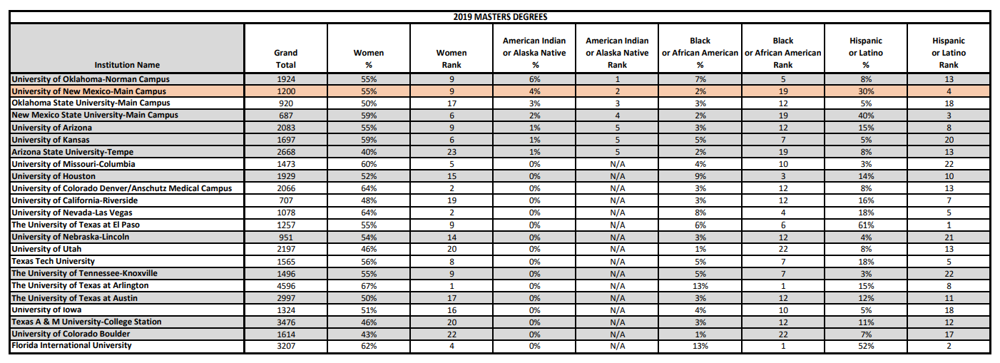 2019 MASTERS DEGREES
Institution Name Grand Total Women % Women Rank American Indian or Alaska Native % American Indian or Alaska Native Rank Black or African American % Black or African American Rank Hispanic or Latino % Hispanic or Latino Rank
University of Oklahoma-Norman Campus 1924 55% 9 6% 1 7% 5 8% 13
University of New Mexico-Main Campus 1200 55% 9 4% 2 2% 19 30% 4
Oklahoma State University-Main Campus 920 50% 17 3% 3 3% 12 5% 18
New Mexico State University-Main Campus 687 59% 6 2% 4 2% 19 40% 3
University of Arizona 2083 55% 9 1% 5 3% 12 15% 8
University of Kansas 1697 59% 6 1% 5 5% 7 5% 20
Arizona State University-Tempe 2668 40% 23 1% 5 2% 19 8% 13
University of Missouri-Columbia 1473 60% 5 0% N/A 4% 10 3% 22
University of Houston 1929 52% 15 0% N/A 9% 3 14% 10
University of Colorado Denver/Anschutz Medical Campus 2066 64% 2 0% N/A 3% 12 8% 13
University of California-Riverside 707 48% 19 0% N/A 3% 12 16% 7
University of Nevada-Las Vegas 1078 64% 2 0% N/A 8% 4 18% 5
The University of Texas at El Paso 1257 55% 9 0% N/A 6% 6 61% 1
University of Nebraska-Lincoln 951 54% 14 0% N/A 3% 12 4% 21
University of Utah 2197 46% 20 0% N/A 1% 22 8% 13
Texas Tech University 1565 56% 8 0% N/A 5% 7 18% 5
The University of Tennessee-Knoxville 1496 55% 9 0% N/A 5% 7 3% 22
The University of Texas at Arlington 4596 67% 1 0% N/A 13% 1 15% 8
The University of Texas at Austin 2997 50% 17 0% N/A 3% 12 12% 11
University of Iowa 1324 51% 16 0% N/A 4% 10 5% 18
Texas A & M University-College Station 3476 46% 20 0% N/A 3% 12 11% 12
University of Colorado Boulder 1614 43% 22 0% N/A 1% 22 7% 17
Florida International University 3207 62% 4 0% N/A 13% 1 52% 2